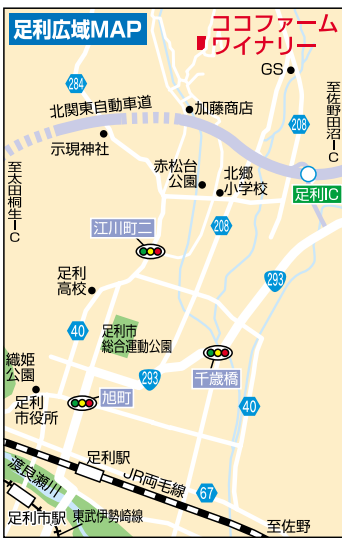 足利広域MAP
ココファーム
ワイナリー
GS
284
北関東自動車道
加藤商店
208
至佐野田沼IC
示現神社
赤松台
公園
北郷
小学校
至太田桐生IC
足利IC
江川町二
208
足利
高校
293
40
足利市
総合運動公園
千歳橋
織姫
公園
293
旭町
40
足利
市役所
足利駅
渡良瀬川
JR両毛線
67
足利市駅
東武伊勢崎線
至佐野